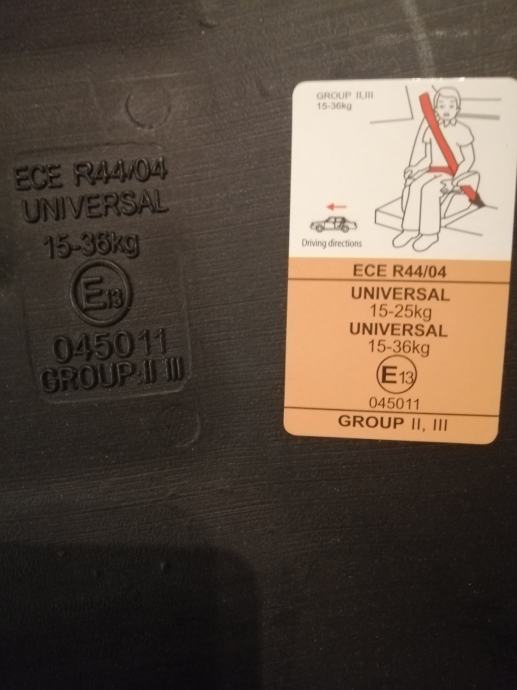 ECE R44/04
UNIVERSAL
15-36kg
E13
045011
GROUP II III
GROUP II,III
15-36kg
Driving directions
ECE R44/04
UNIVERSAL
15-25kg
UNIVERSAL
15-36kg
E13
045011
GROUP II, III